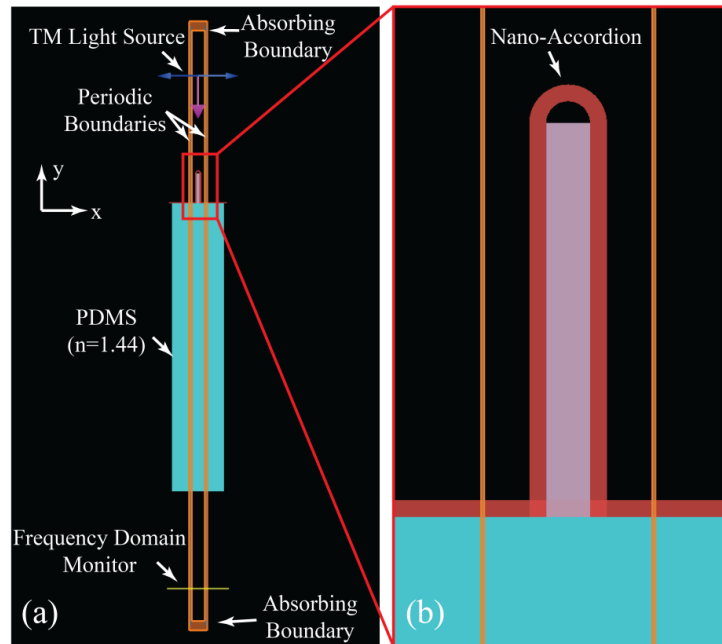 Absorbing
Boundary
TM Light Source
Periodic
Boundaries
y
x
PDMS
(n=1.44)
Frequency Domain
Monitor
Absorbing
Boundary
(a)
Nano-Accordion
(b)